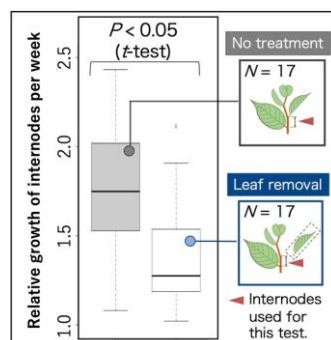 Relative growth of internodes per week
2.5
2.0
1.5
1.0
P < 0.05
(t-test)
No treatment
N = 17
Leaf removal
N = 17
Internodes
used for
this test.